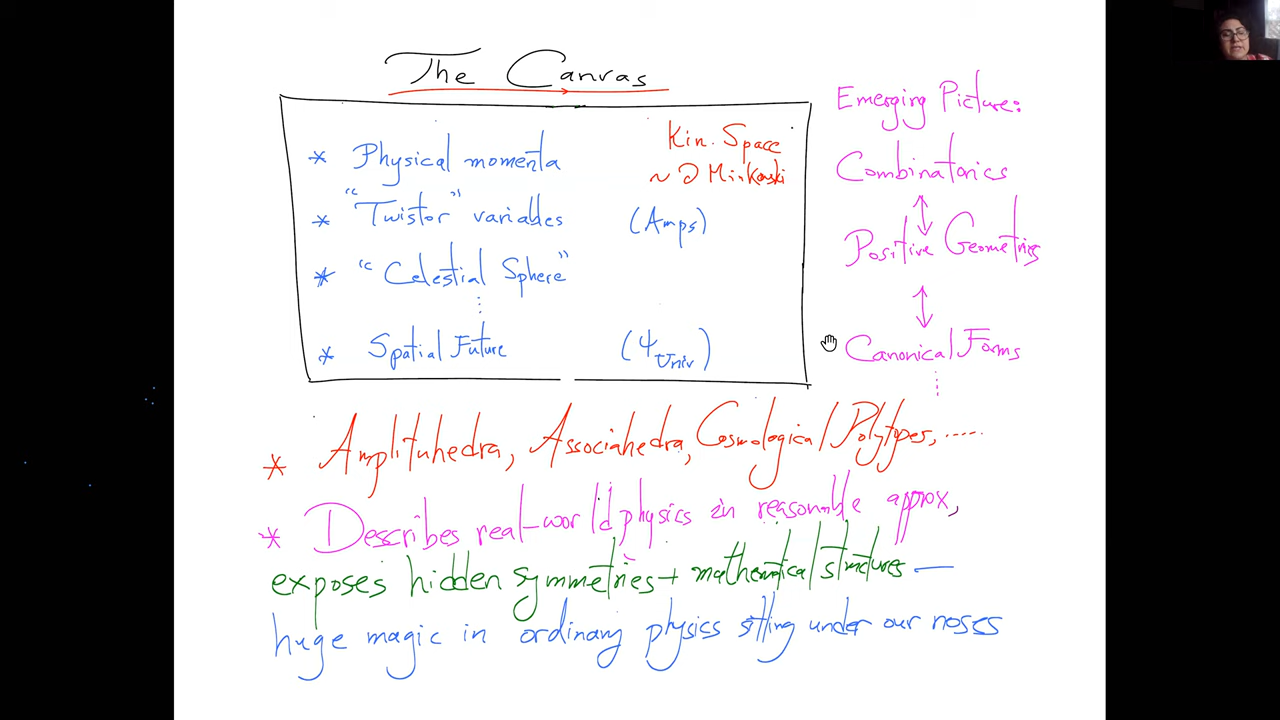 The Canvas
* Physical momenta
Kin. Space
~ ∂ Minkowski
* "Twistor" variables (Amps)
* "Celestial Sphere"
⋮
* Spatial Future (Ψ Univ)
Emerging Picture:
Combinatorics
↕
Positive Geometries
↕
Canonical Forms
⋮
* Amplituhedra, Associahedra, Cosmological Polytopes, .....
* Describes real-world physics in reasonable approx,
exposes hidden symmetries + mathematical structures —
huge magic in ordinary physics sitting under our noses